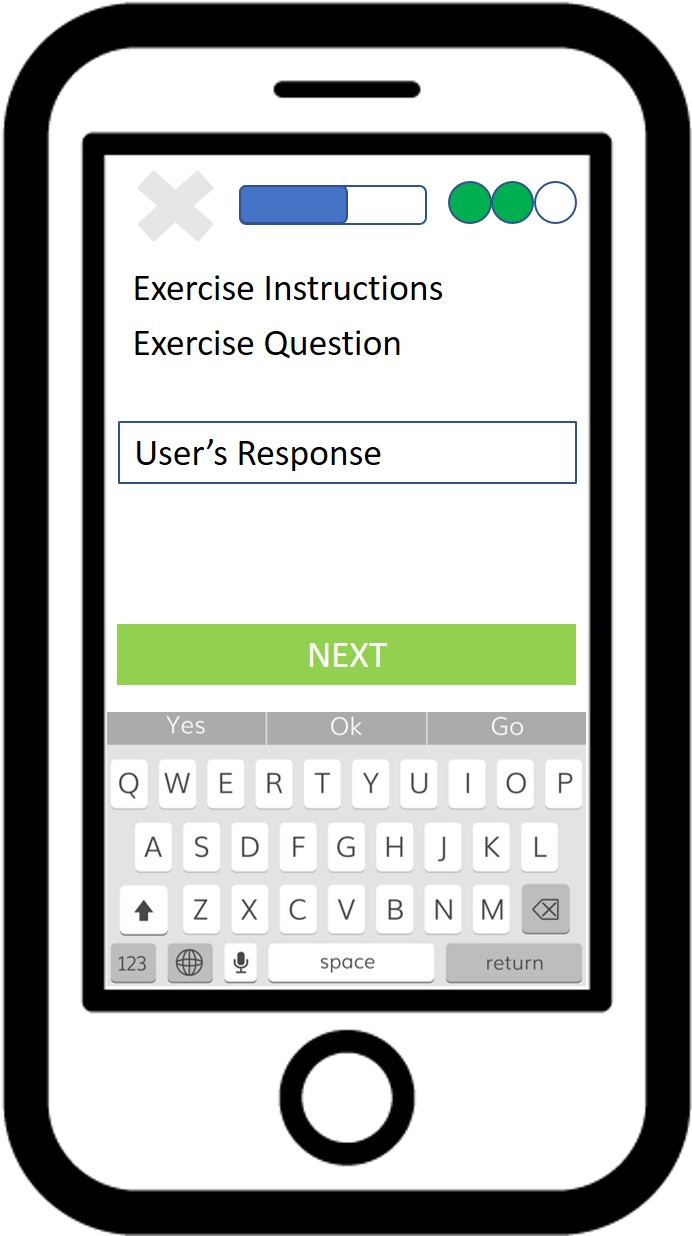 Exercise Instructions
Exercise Question
User’s Response
NEXT
Yes Ok Go
Q W E R T Y U I O P
A S D F G H J K L
Z X C V B N M
123 space return